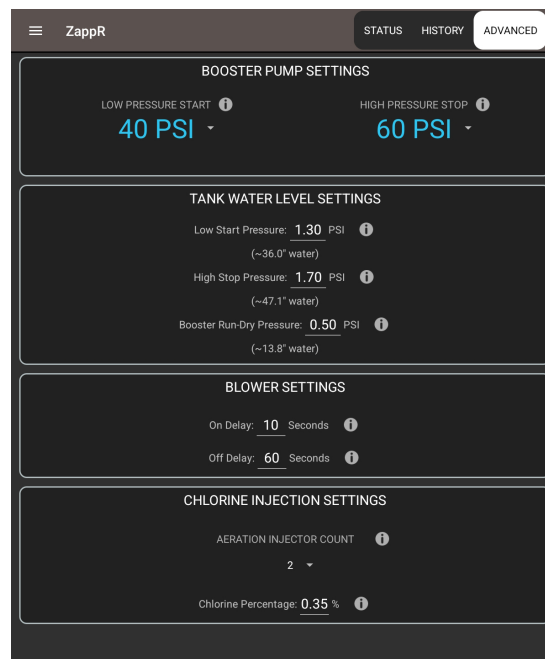 ZappR STATUS HISTORY ADVANCED
BOOSTER PUMP SETTINGS
LOW PRESSURE START HIGH PRESSURE STOP
40 PSI 60 PSI
TANK WATER LEVEL SETTINGS
Low Start Pressure: 1.30 PSI
(~36.0" water)
High Stop Pressure: 1.70 PSI
(~47.1" water)
Booster Run-Dry Pressure: 0.50 PSI
(~13.8" water)
BLOWER SETTINGS
On Delay: 10 Seconds
Off Delay: 60 Seconds
CHLORINE INJECTION SETTINGS
AERATION INJECTOR COUNT
2
Chlorine Percentage: 0.35 %